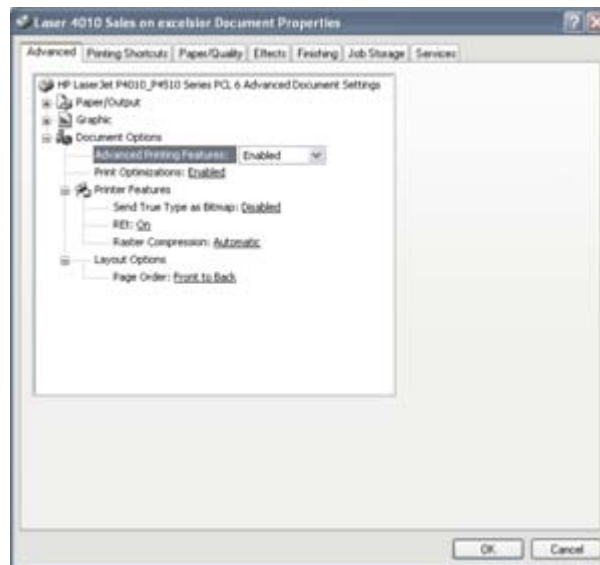 Laser 4010 Sales on excelsior Document Properties
Advanced Printing Shortcuts Paper/Quality Effects Finishing Job Storage Services
HP LaserJet P4010_P4510 Series PCL 6 Advanced Document Settings
Paper/Output
Graphic
Document Options
Advanced Printing Features: Enabled
Print Optimizations: Enabled
Printer Features
Send True Type as Bitmap: Disabled
REt: On
Raster Compression: Automatic
Layout Options
Page Order: Front to Back
OK Cancel